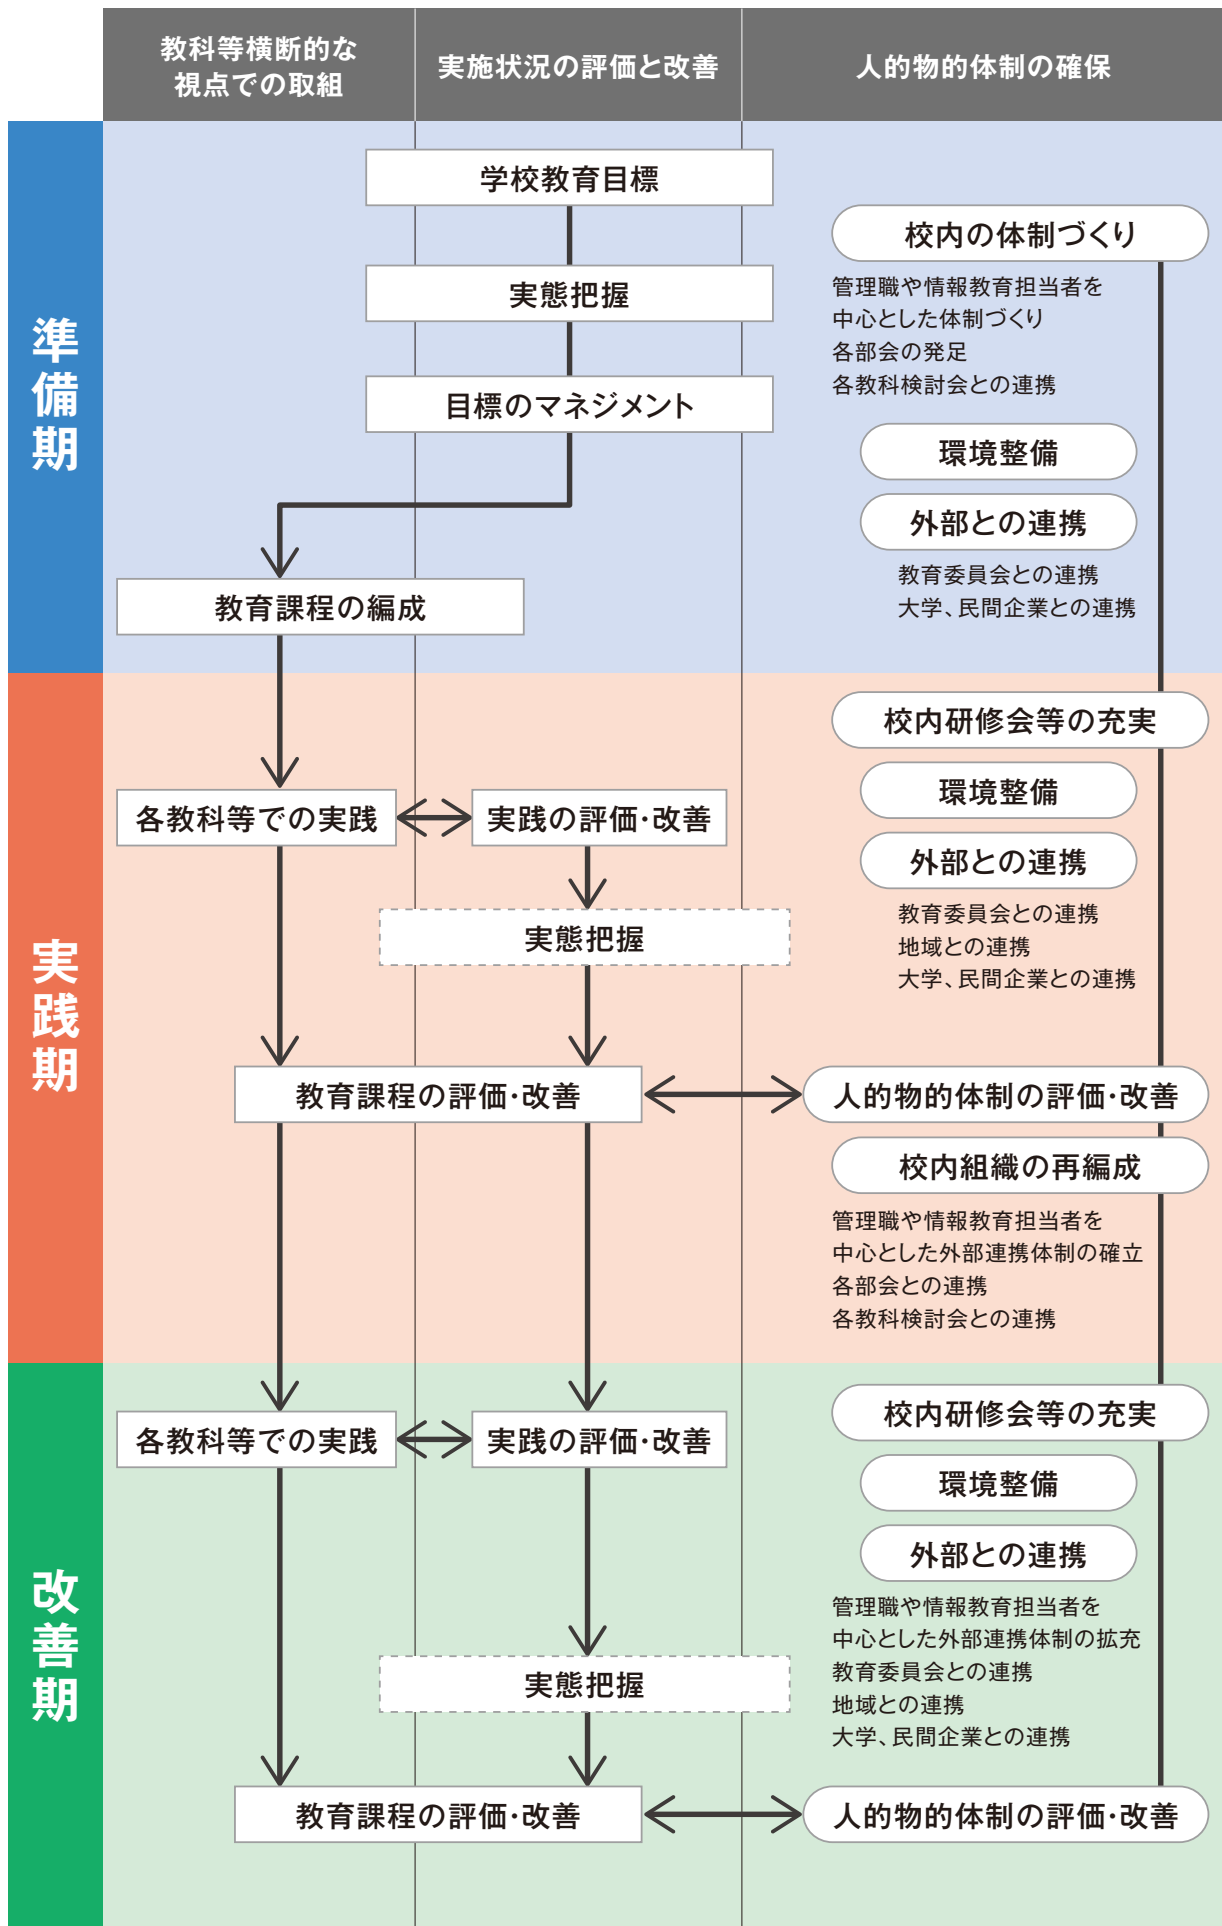 教科等横断的な
視点での取組
実施状況の評価と改善
人的物的体制の確保
準備期
学校教育目標
実態把握
目標のマネジメント
教育課程の編成
校内の体制づくり
管理職や情報教育担当者を
中心とした体制づくり
各部会の発足
各教科検討会との連携
環境整備
外部との連携
教育委員会との連携
大学、民間企業との連携
実践期
各教科等での実践
実践の評価・改善
実態把握
教育課程の評価・改善
校内研修会等の充実
環境整備
外部との連携
教育委員会との連携
地域との連携
大学、民間企業との連携
人的物的体制の評価・改善
校内組織の再編成
管理職や情報教育担当者を
中心とした外部連携体制の確立
各部会との連携
各教科検討会との連携
改善期
各教科等での実践
実践の評価・改善
実態把握
教育課程の評価・改善
校内研修会等の充実
環境整備
外部との連携
管理職や情報教育担当者を
中心とした外部連携体制の拡充
教育委員会との連携
地域との連携
大学、民間企業との連携
人的物的体制の評価・改善